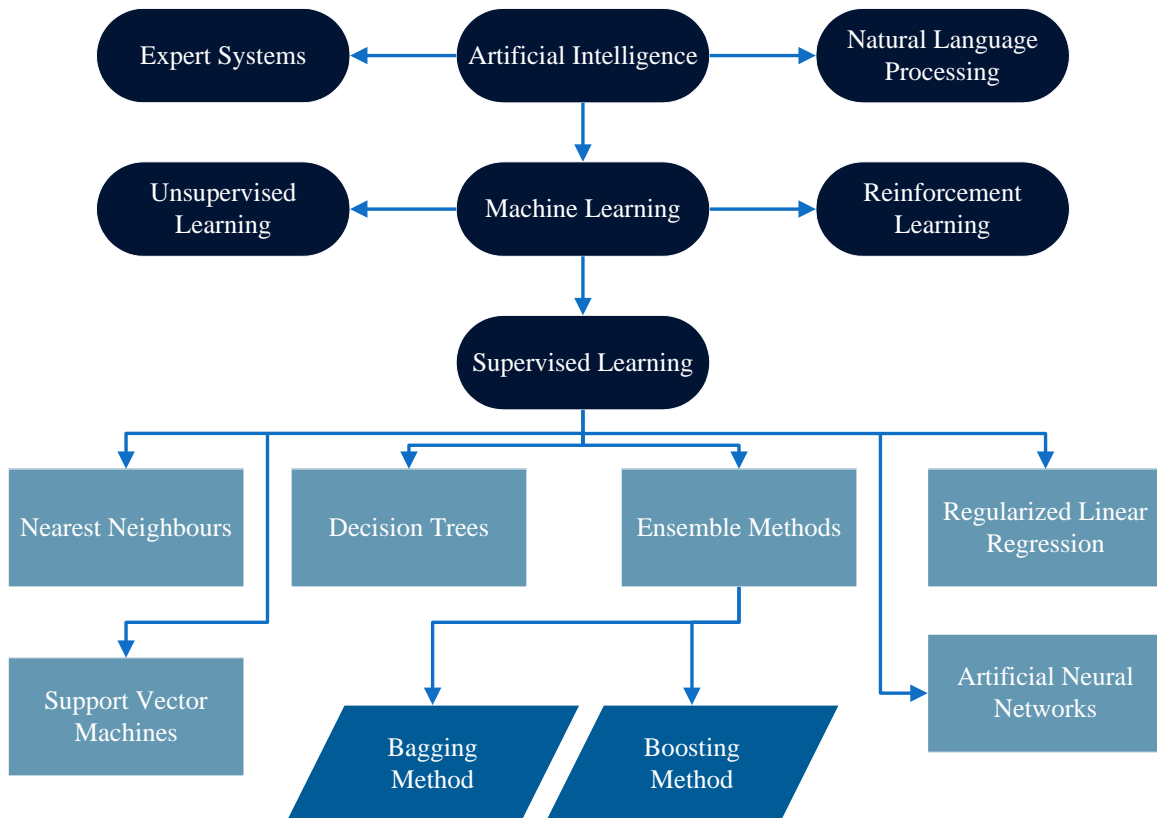 Expert Systems
Artificial Intelligence
Natural Language
Processing
Unsupervised
Learning
Machine Learning
Reinforcement
Learning
Supervised Learning
Nearest Neighbours
Decision Trees
Ensemble Methods
Regularized Linear
Regression
Support Vector
Machines
Bagging
Method
Boosting
Method
Artificial Neural
Networks